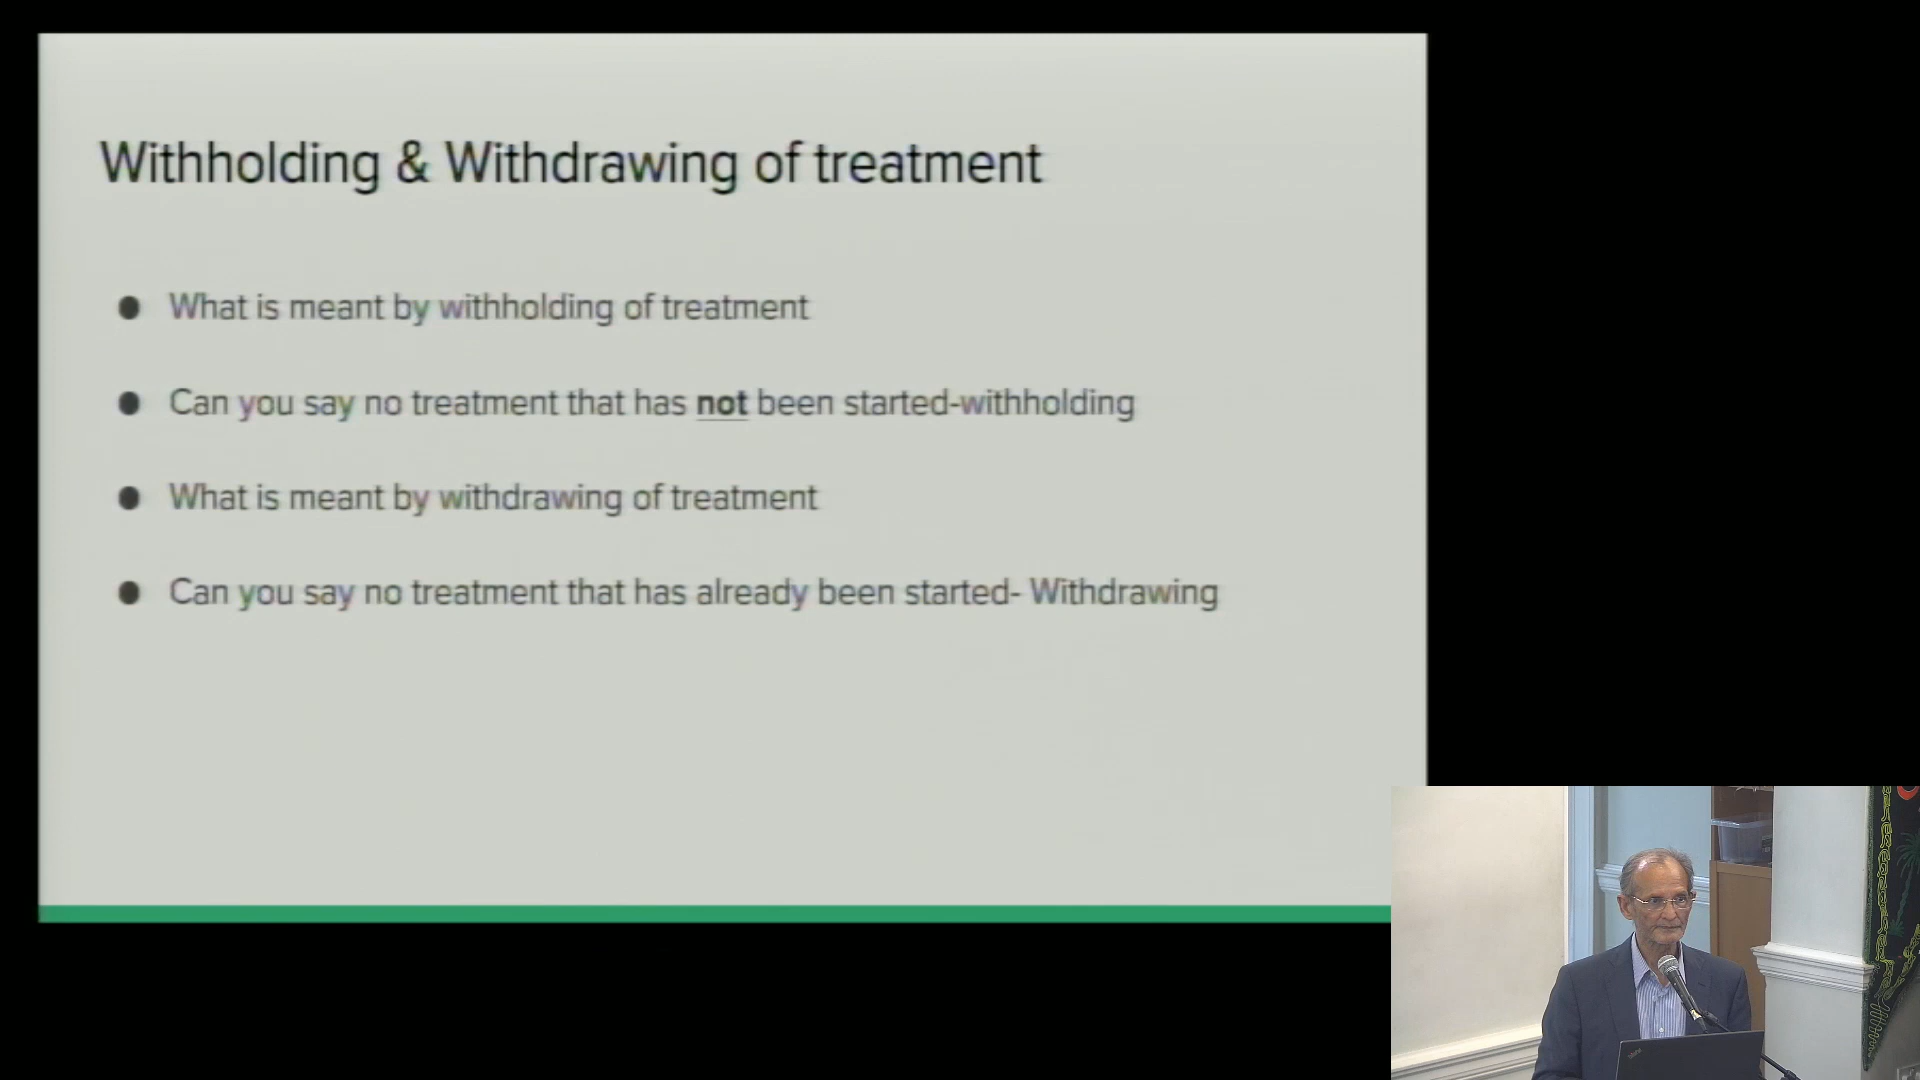 Withholding & Withdrawing of treatment
What is meant by withholding of treatment
Can you say no treatment that has not been started-withholding
What is meant by withdrawing of treatment
Can you say no treatment that has already been started- Withdrawing